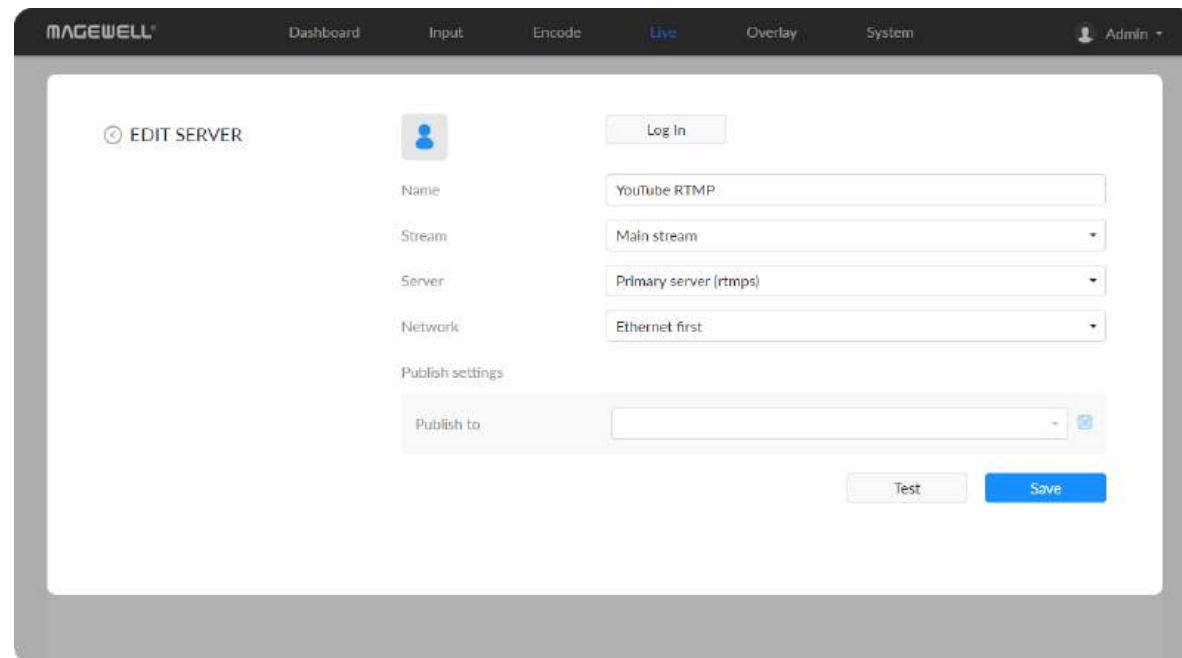 MAGEWELL® Dashboard Input Encode Live Overlay System Admin
EDIT SERVER Log In
Name YouTube RTMP
Stream Main stream
Server Primary server (rtmps)
Network Ethernet first
Publish settings
Publish to
Test Save